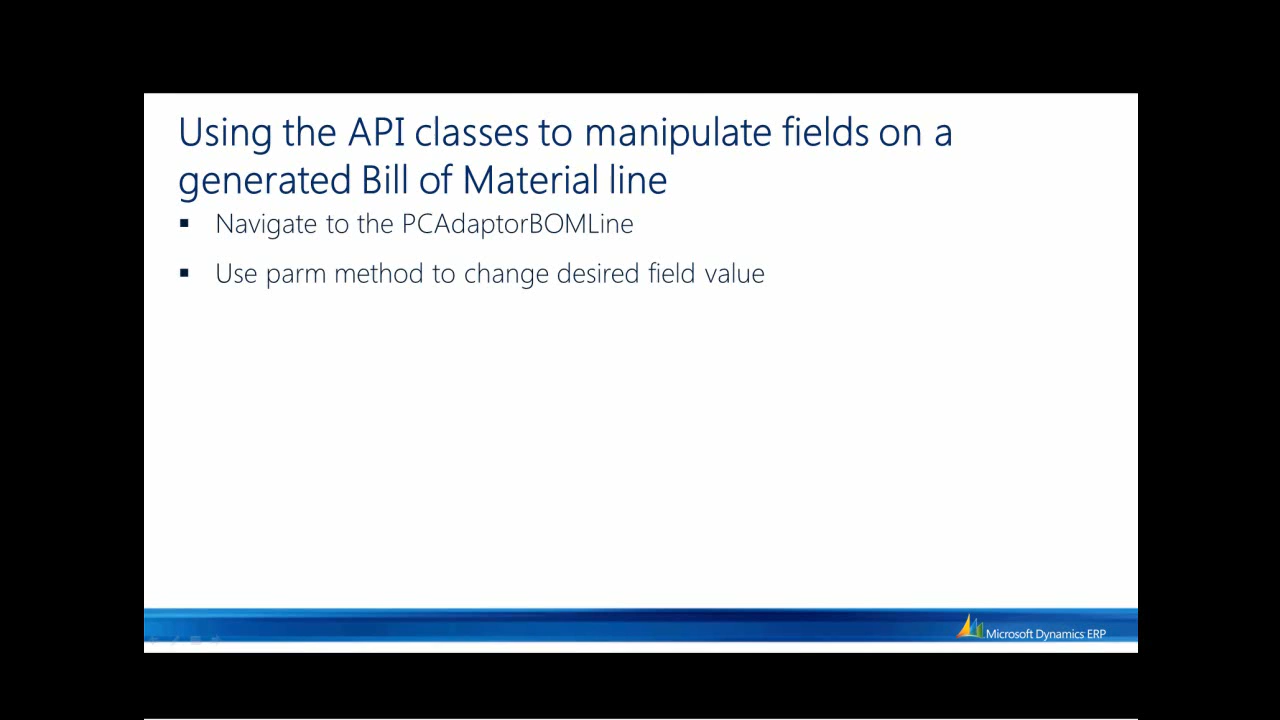 Using the API classes to manipulate fields on a
generated Bill of Material line
▪ Navigate to the PCAdaptorBOMLine
▪ Use parm method to change desired field value
Microsoft Dynamics ERP